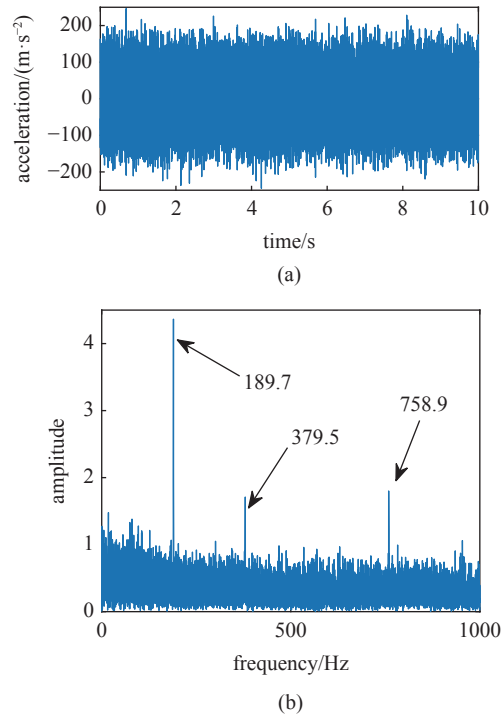 200
100
0
−100
−200
acceleration/(m·s⁻²)
0 2 4 6 8 10
time/s
(a)
4
3
2
1
0
amplitude
189.7
379.5
758.9
0 500 1000
frequency/Hz
(b)